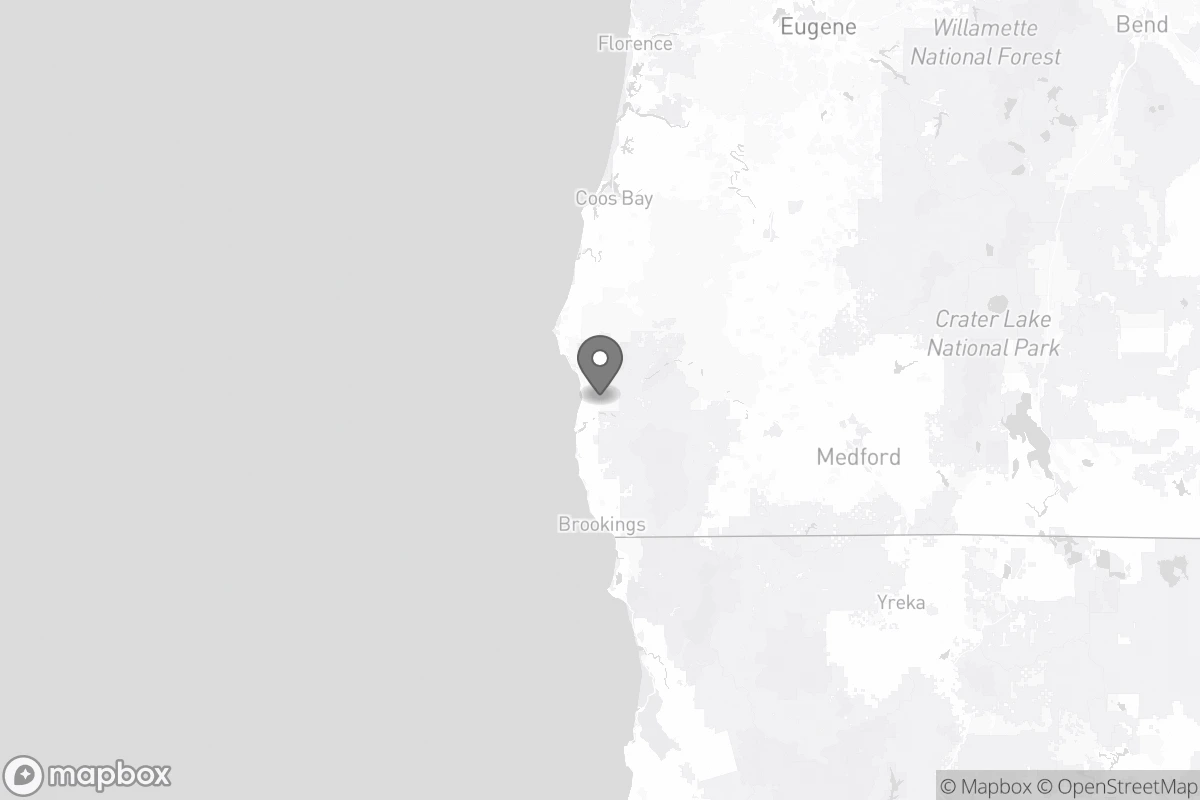 Eugene
Willamette
National Forest
Bend
Florence
Coos Bay
Crater Lake
National Park
Medford
Brookings
Yreka
mapbox
© Mapbox © OpenStreetMap